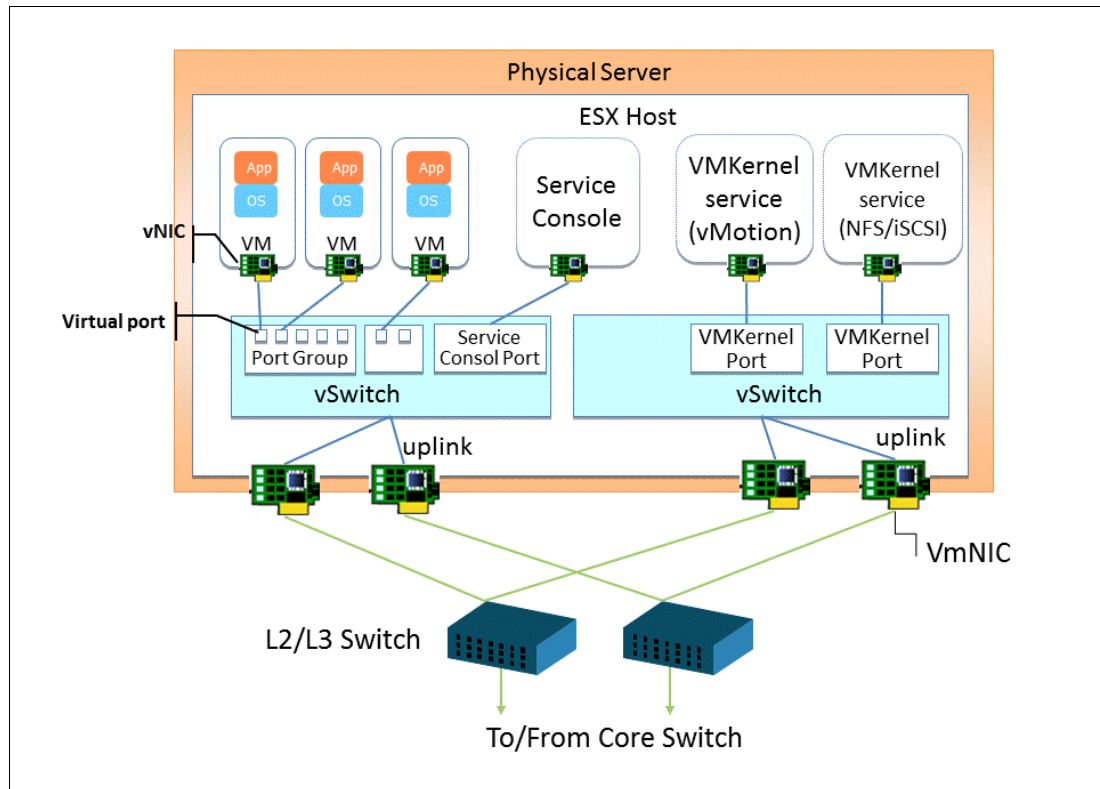 Physical Server
ESX Host
App
OS
VM
App
OS
VM
App
OS
VM
Service
Console
VMKernel
service
(vMotion)
VMKernel
service
(NFS/iSCSI)
vNIC
Virtual port
Port Group
Service
Consol Port
vSwitch
VMKernel
Port
VMKernel
Port
vSwitch
uplink
uplink
VmNIC
L2/L3 Switch
To/From Core Switch